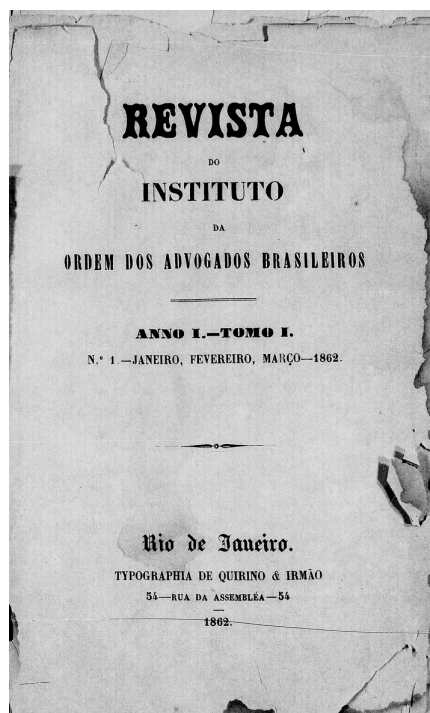 REVISTA
DO
INSTITUTO
DA
ORDEM DOS ADVOGADOS BRASILEIROS
ANNO I.—TOMO I.
N.º 1.—JANEIRO, FEVEREIRO, MARÇO—1862.
Rio de Janeiro.
TYPOGRAPHIA DE QUIRINO & IRMÃO
54—RUA DA ASSEMBLÉA—54
1862.